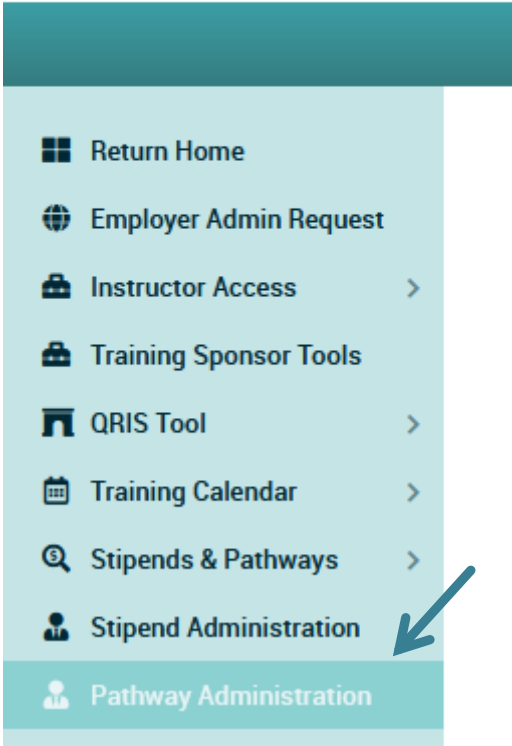 Return Home
Employer Admin Request
Instructor Access
Training Sponsor Tools
QRIS Tool
Training Calendar
Stipends & Pathways
Stipend Administration
Pathway Administration